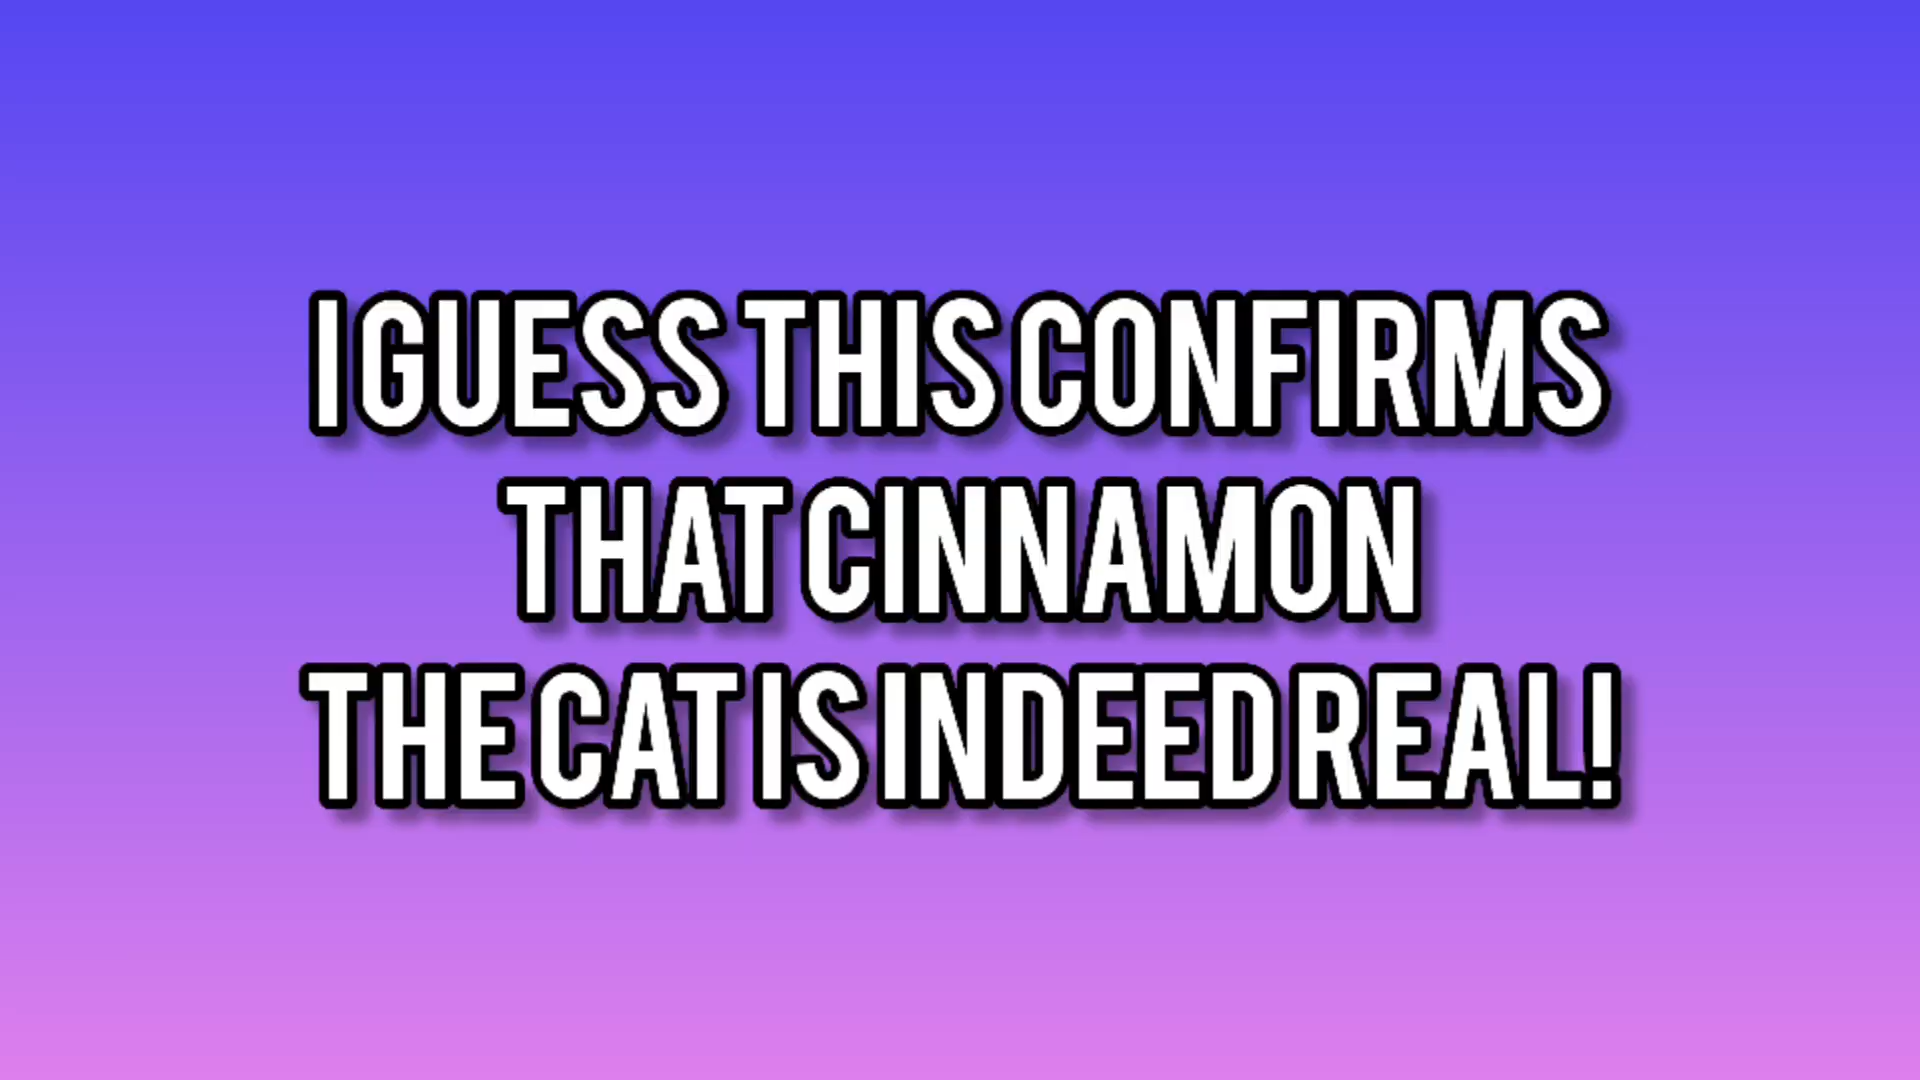 I GUESS THIS CONFIRMS
THAT CINNAMON
THE CAT IS INDEED REAL!